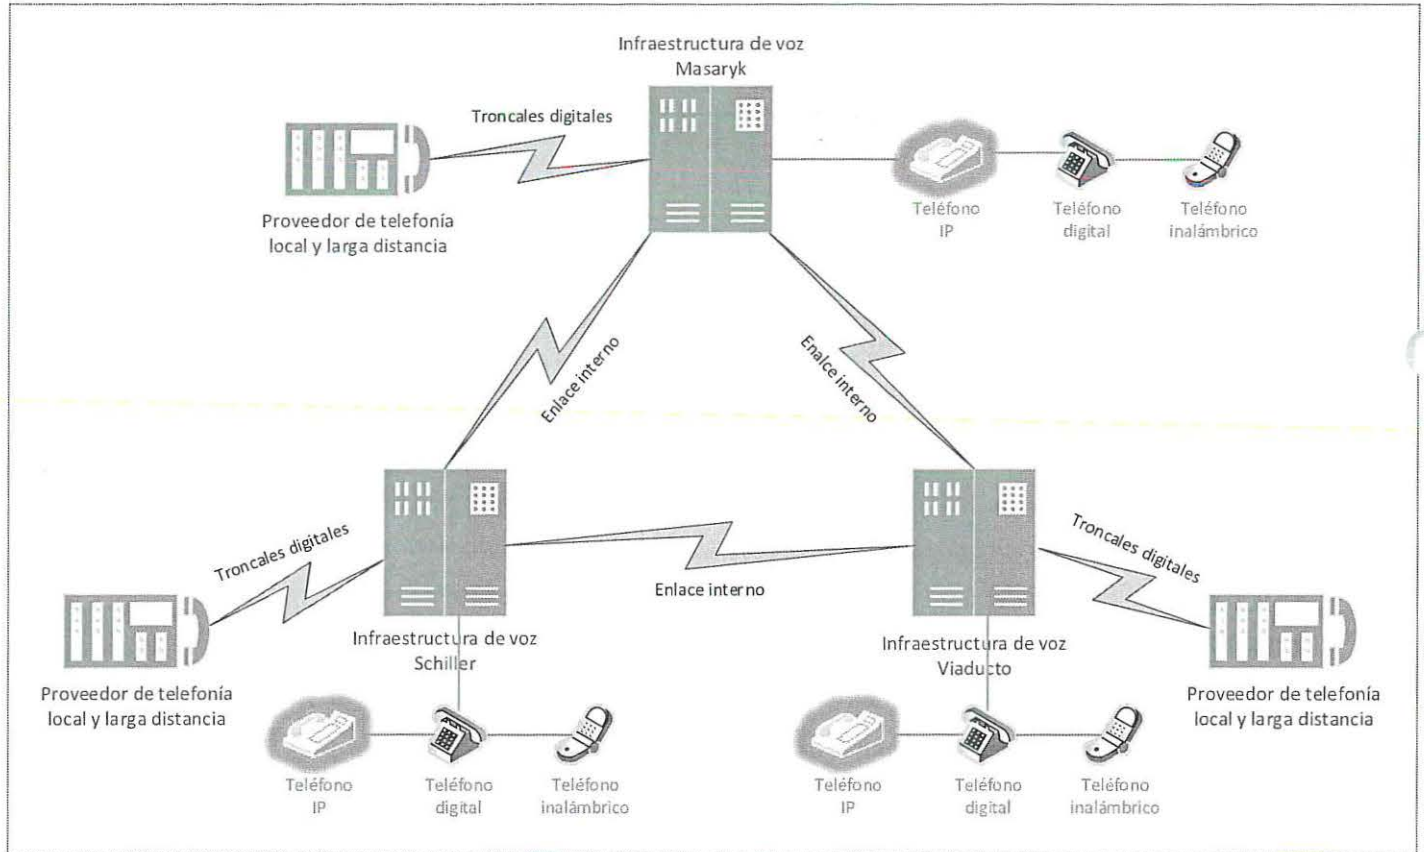 Infraestructura de voz
Masaryk
Troncales digitales
Proveedor de telefonía
local y larga distancia
Teléfono
IP
Teléfono
digital
Teléfono
inalámbrico
Enlace interno
Enalce interno
Troncales digitales
Infraestructura de voz
Schiller
Enlace interno
Infraestructura de voz
Viaducto
Troncales digitales
Proveedor de telefonía
local y larga distancia
Teléfono
IP
Teléfono
digital
Teléfono
inalámbrico
Teléfono
IP
Teléfono
digital
Teléfono
inalámbrico
Proveedor de telefonía
local y larga distancia